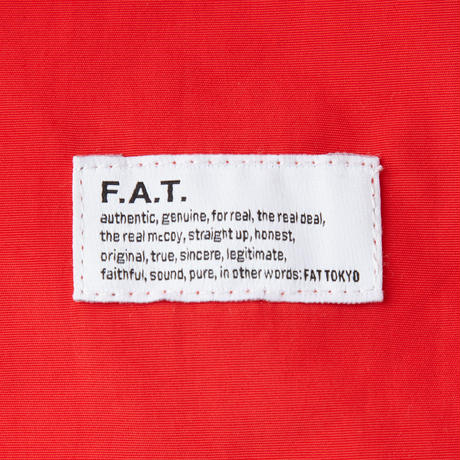 F.A.T.
authentic, genuine, for real, the real deal,
the real mccoy, straight up, honest,
original, true, sincere, legitimate,
faithful, sound, pure, in other words: FAT TOKYO